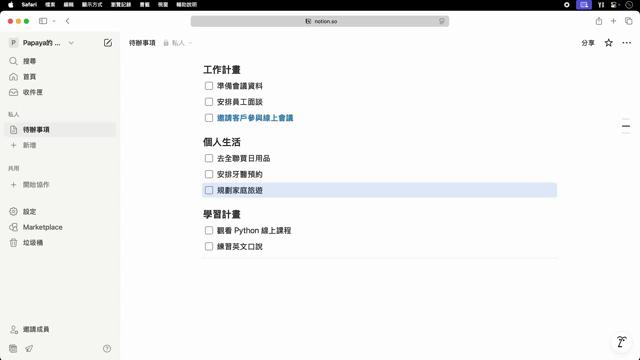 Safari 檔案 編輯 顯示方式 瀏覽記錄 書籤 視窗 輔助說明
notion.so
P Papaya的 ...
待辦事項 私人
分享
搜尋
首頁
收件匣
私人
待辦事項
新增
共用
開始協作
設定
Marketplace
垃圾桶
邀請成員
工作計畫
準備會議資料
安排員工面談
邀請客戶參與線上會議
個人生活
去全聯買日用品
安排牙醫預約
規劃家庭旅遊
學習計畫
觀看 Python 線上課程
練習英文口說